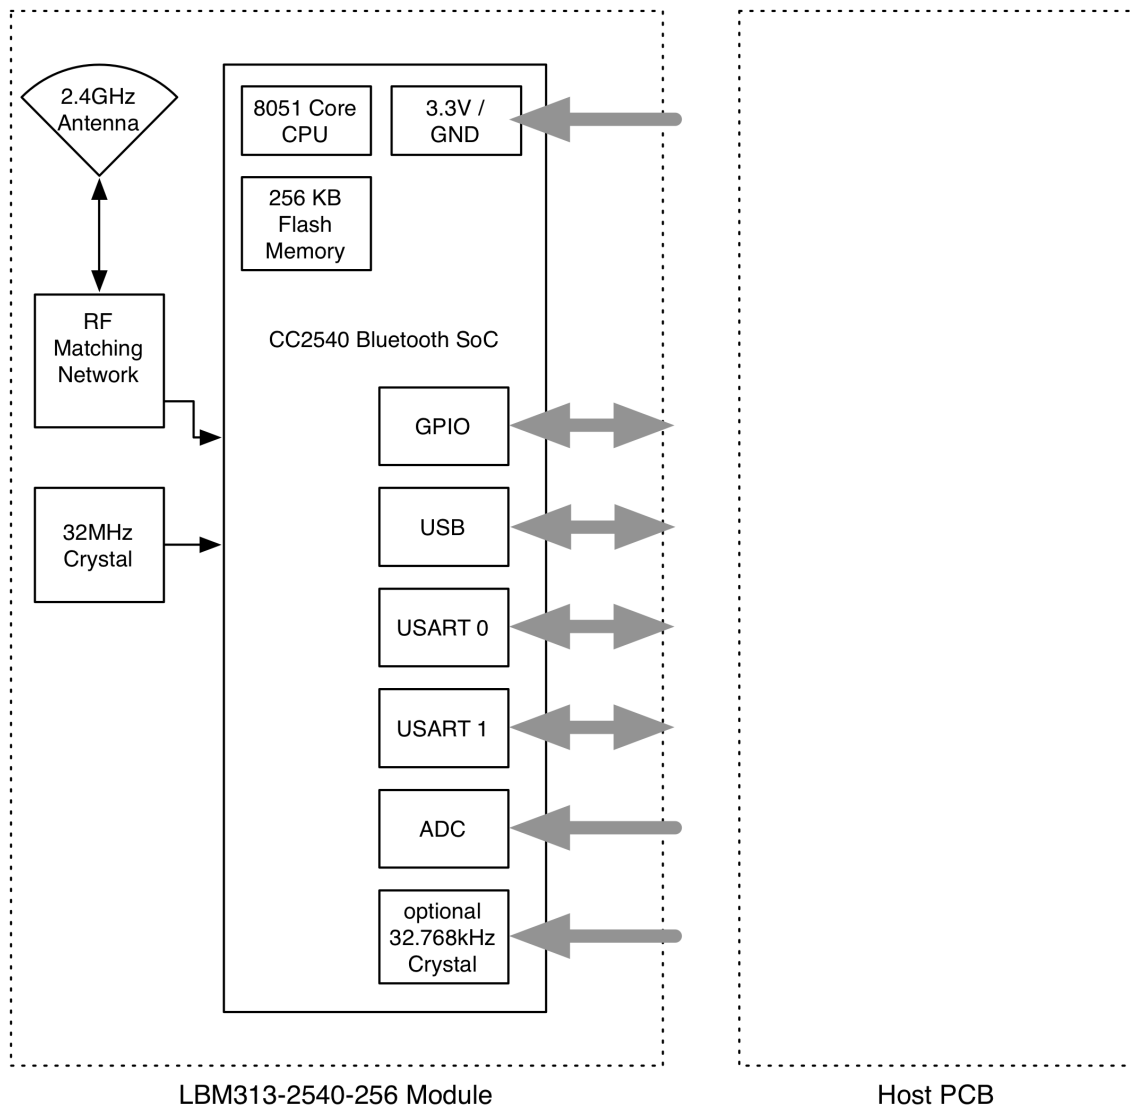 2.4GHz
Antenna
8051 Core
CPU
3.3V /
GND
256 KB
Flash
Memory
RF
Matching
Network
CC2540 Bluetooth SoC
GPIO
32MHz
Crystal
USB
USART 0
USART 1
ADC
optional
32.768kHz
Crystal
LBM313-2540-256 Module
Host PCB